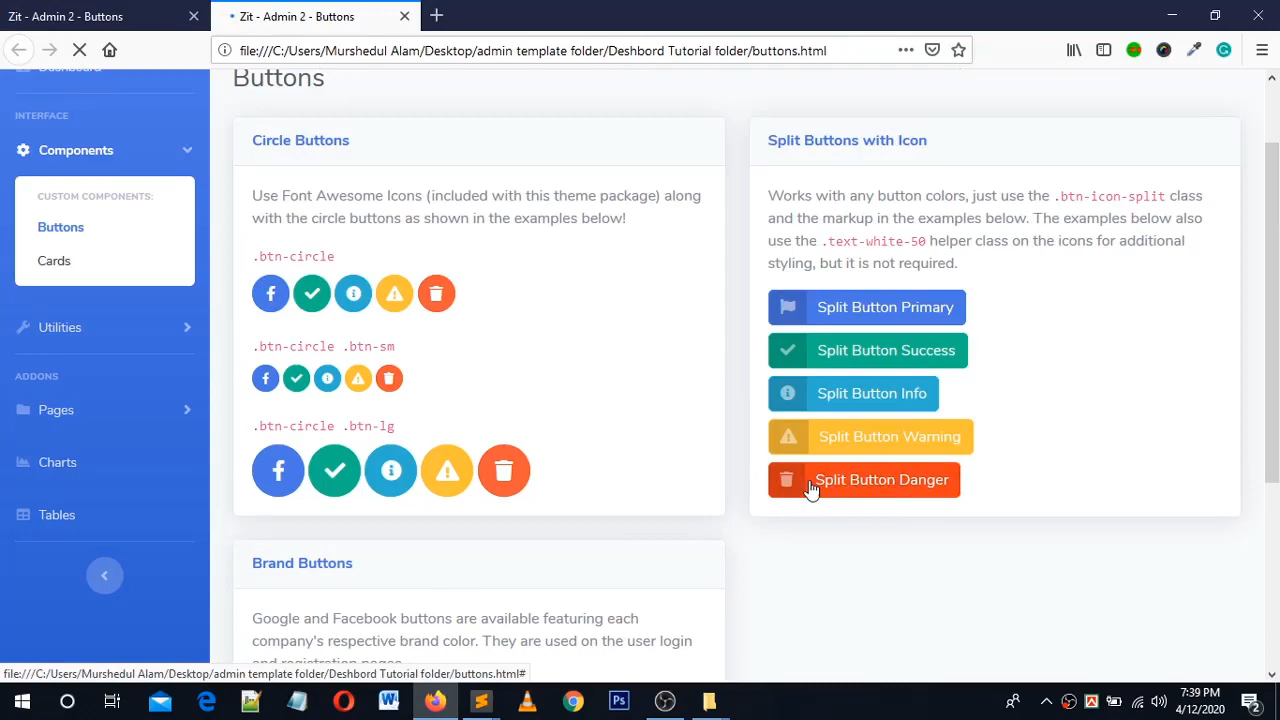 Zit - Admin 2 - Buttons
Zit - Admin 2 - Buttons
file:///C:/Users/Murshedul Alam/Desktop/admin template folder/Deshbord Tutorial folder/buttons.html
Dashboard
INTERFACE
Components
CUSTOM COMPONENTS:
Buttons
Cards
Utilities
ADDONS
Pages
Charts
Tables
Buttons
Circle Buttons
Use Font Awesome Icons (included with this theme package) along
with the circle buttons as shown in the examples below!
.btn-circle
.btn-circle .btn-sm
.btn-circle .btn-lg
Split Buttons with Icon
Works with any button colors, just use the .btn-icon-split class
and the markup in the examples below. The examples below also
use the .text-white-50 helper class on the icons for additional
styling, but it is not required.
Split Button Primary
Split Button Success
Split Button Info
Split Button Warning
Split Button Danger
Brand Buttons
Google and Facebook buttons are available featuring each
company's respective brand color. They are used on the user login
and registration pages.
file:///C:/Users/Murshedul Alam/Desktop/admin template folder/Deshbord Tutorial folder/buttons.html#
7:39 PM
4/12/2020